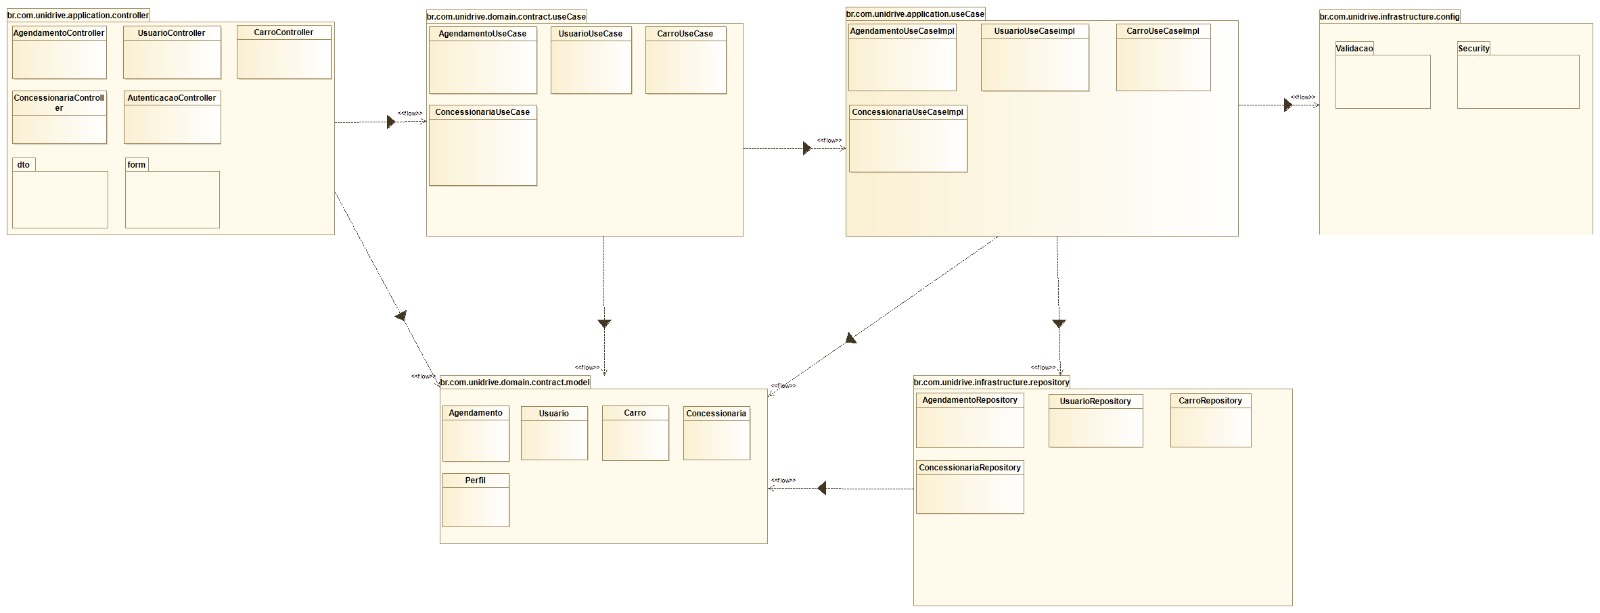 br.com.unidrive.application.controller
AgendamentoController
UsuarioController
CarroController
ConcessionariaControll
er
AutenticacaoController
dto
form
<<flow>>
br.com.unidrive.domain.contract.useCase
AgendamentoUseCase
UsuarioUseCase
CarroUseCase
ConcessionariaUseCase
<<flow>>
br.com.unidrive.application.useCase
AgendamentoUseCaseImpl
UsuarioUseCaseImpl
CarroUseCaseImpl
ConcessionariaUseCaseImpl
<<flow>>
br.com.unidrive.infrastructure.config
Validacao
Security
<<flow>>
<<flow>>
<<flow>>
<<flow>>
br.com.unidrive.domain.contract.model
Agendamento
Usuario
Carro
Concessionaria
Perfil
<<flow>>
br.com.unidrive.infrastructure.repository
AgendamentoRepository
UsuarioRepository
CarroRepository
ConcessionariaRepository